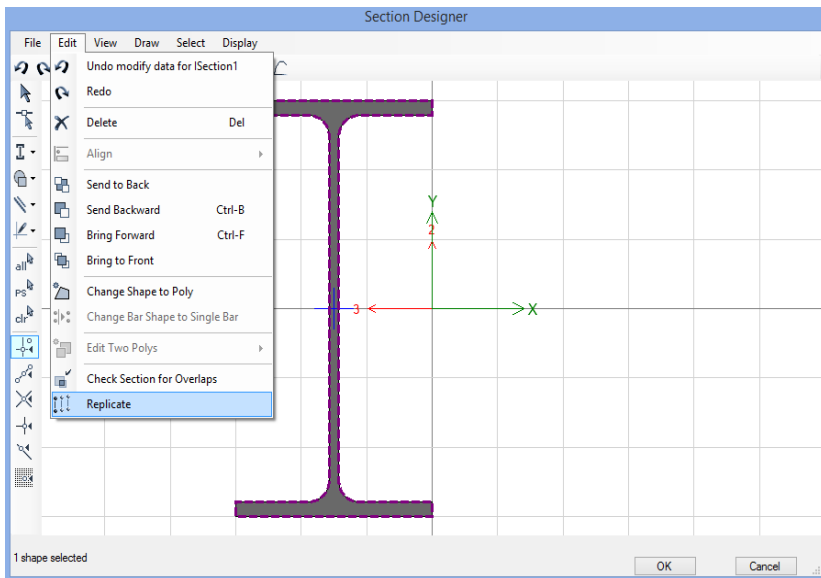 Section Designer
File Edit View Draw Select Display
Undo modify data for ISection1
Redo
Delete Del
Align
Send to Back
Send Backward Ctrl-B
Bring Forward Ctrl-F
Bring to Front
Change Shape to Poly
Change Bar Shape to Single Bar
Edit Two Polys
Check Section for Overlaps
Replicate
all
PS
clr
Y
2
3
X
1 shape selected
OK Cancel